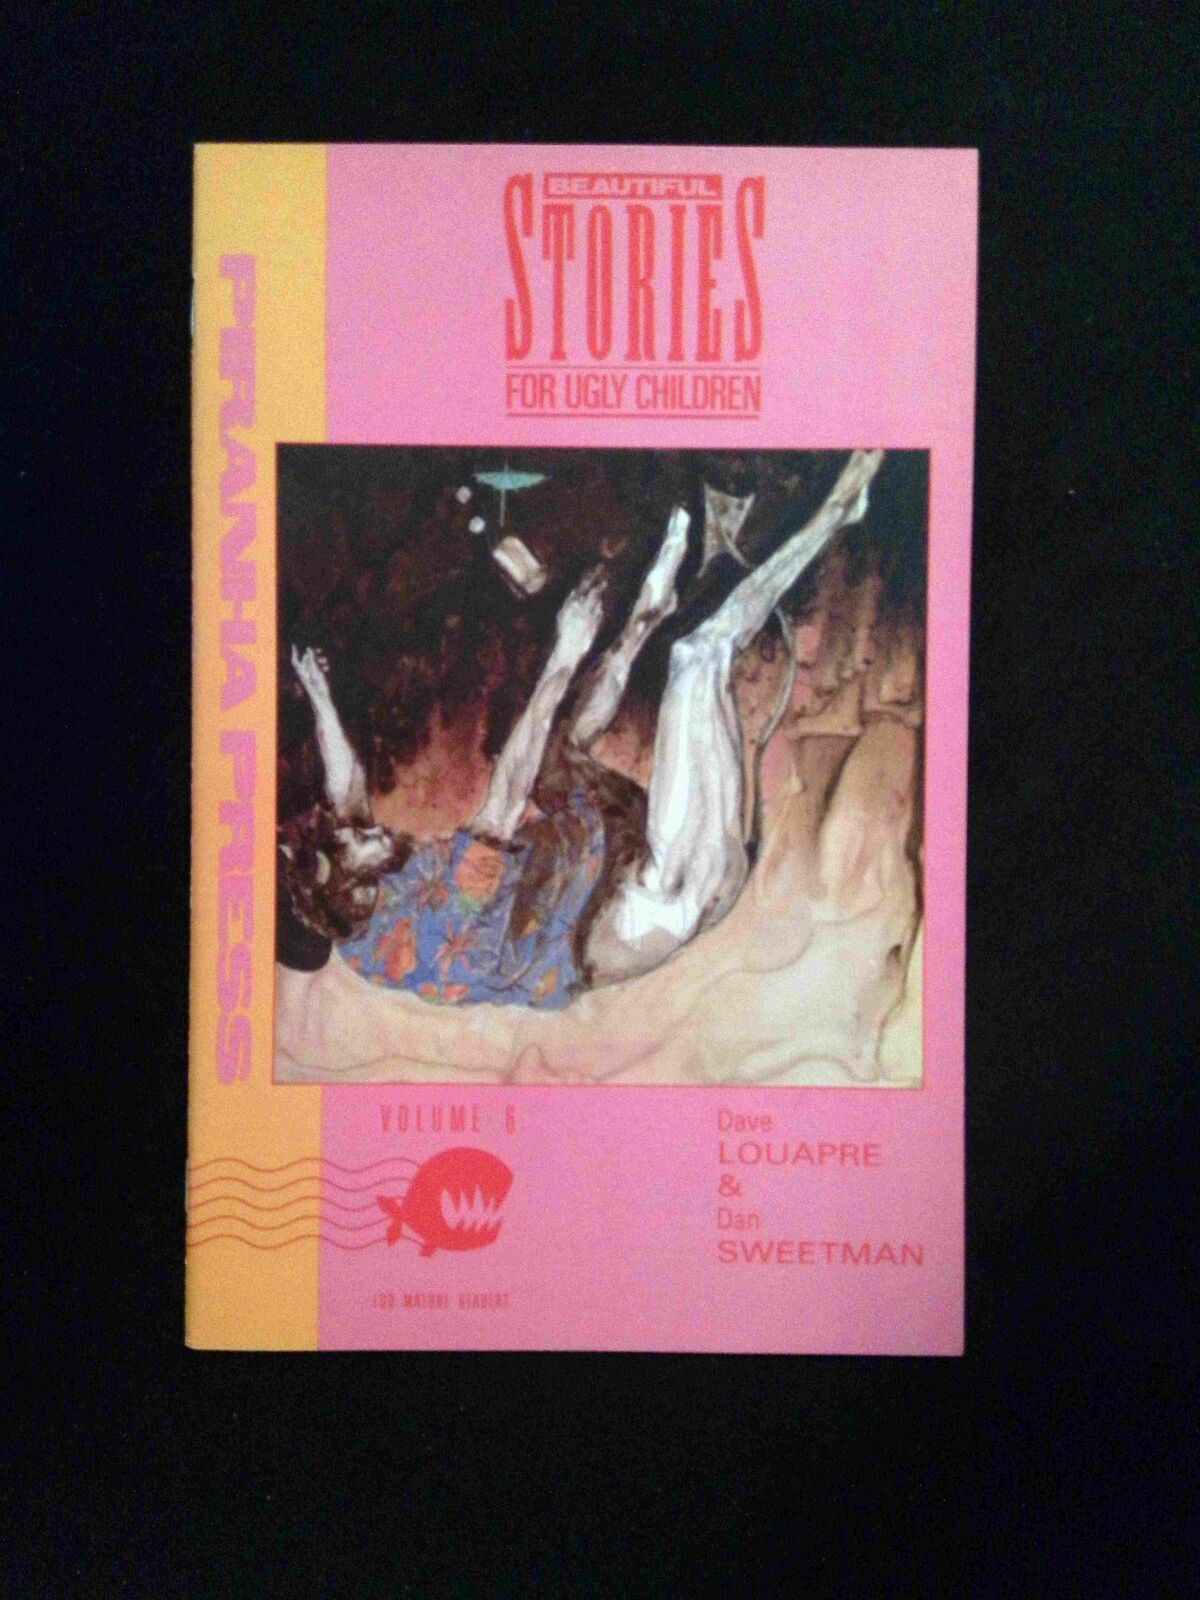 BEAUTIFUL
STORIES
FOR UGLY CHILDREN
PIRANHA PRESS
VOLUME 6
Dave
LOUAPRE
&
Dan
SWEETMAN
FOR MATURE READERS